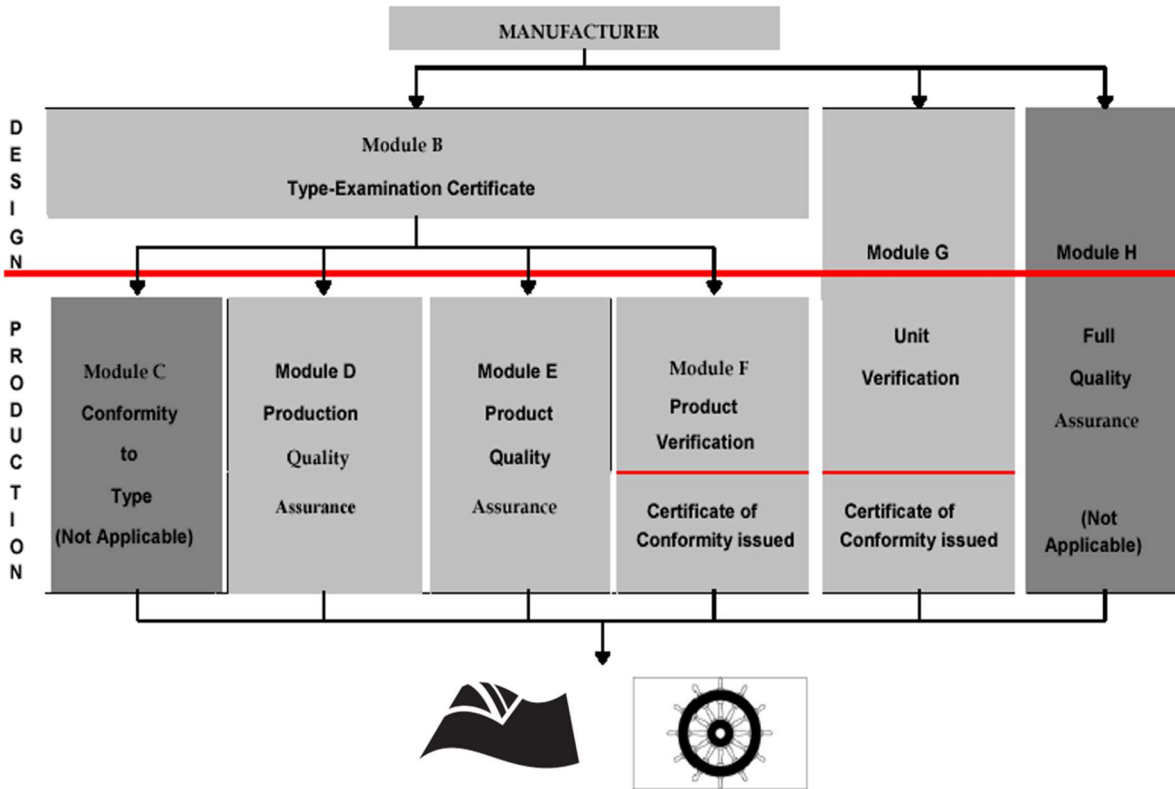 MANUFACTURER
DESIGN
Module B
Type-Examination Certificate
Module G
Module H
PRODUCTION
Module C
Conformity
to
Type
(Not Applicable)
Module D
Production
Quality
Assurance
Module E
Product
Quality
Assurance
Module F
Product
Verification
Certificate of
Conformity issued
Unit
Verification
Certificate of
Conformity issued
Full
Quality
Assurance
(Not
Applicable)